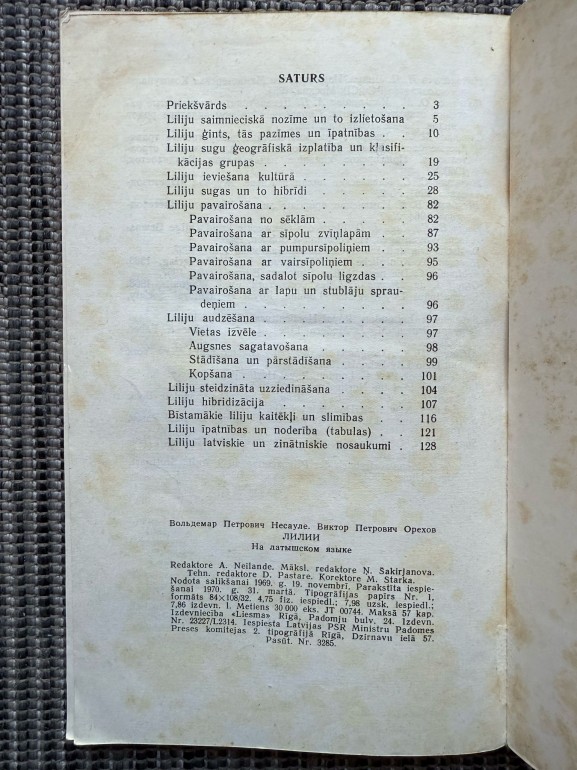 SATURS
Priekšvārds . . . . . . . . 3
Liliju saimnieciskā nozīme un to izlietošana 5
Liliju ģints, tās pazīmes un īpatnības . . 10
Liliju sugu ģeogrāfiskā izplatība un klasifi-
kācijas grupas . . . . . . . 19
Liliju ieviešana kultūrā . . . . . 25
Liliju sugas un to hibrīdi . . . . . 28
Liliju pavairošana . . . . . . . 82
Pavairošana no sēklām . . . . . 82
Pavairošana ar sīpolu zvīņlapām . . . 87
Pavairošana ar pumpursīpoliņiem . . . 93
Pavairošana ar vairsīpoliņiem . . . . 95
Pavairošana, sadalot sīpolu ligzdas . . 96
Pavairošana ar lapu un stublāju sprau-
deņiem . . . . . . . . 96
Liliju audzēšana . . . . . . . 97
Vietas izvēle . . . . . . . 97
Augsnes sagatavošana . . . . . 98
Stādīšana un pārstādīšana . . . . 99
Kopšana . . . . . . . . 101
Liliju steidzināta uzziedināšana . . . . 104
Liliju hibridizācija . . . . . . . 107
Bīstamākie liliju kaitēkļi un slimības . . 116
Liliju īpatnības un noderība (tabulas) . . 121
Liliju latviskie un zinātniskie nosaukumi . 128
Вольдемар Петрович Несауле. Виктор Петрович Орехов
ЛИЛИИ
На латышском языке
Redaktore A. Neilande. Māksl. redaktore Ņ. Šakirjanova.
Tehn. redaktore D. Pastare. Korektore M. Starka.
Nodota salikšanai 1969. g. 19. novembrī, Parakstīta iespie-
šanai 1970. g. 31. martā. Tipogrāfijas papīrs Nr. 1,
formāts 84×108/32. 4,75 fiz. iespiedl.; 7,98 uzsk. iespiedl.;
7,86 izdevn. l. Metiens 30 000 eks. JT 00744. Maksā 57 kap.
Izdevniecība «Liesma» Rīgā, Padomju bulv. 24. Izdevn.
Nr. 23227/L2314. Iespiesta Latvijas PSR Ministru Padomes
Preses komitejas 2. tipogrāfijā Rīgā, Dzirnavu ielā 57.
Pasūt. Nr. 3285.